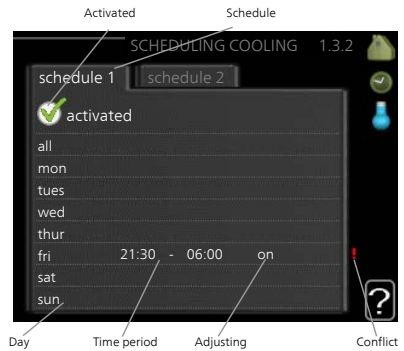 Activated Schedule
SCHEDULING COOLING 1.3.2
schedule 1 schedule 2
activated
all
mon
tues
wed
thur
fri 21:30 - 06:00 on !
sat
sun
?
Day Time period Adjusting Conflict